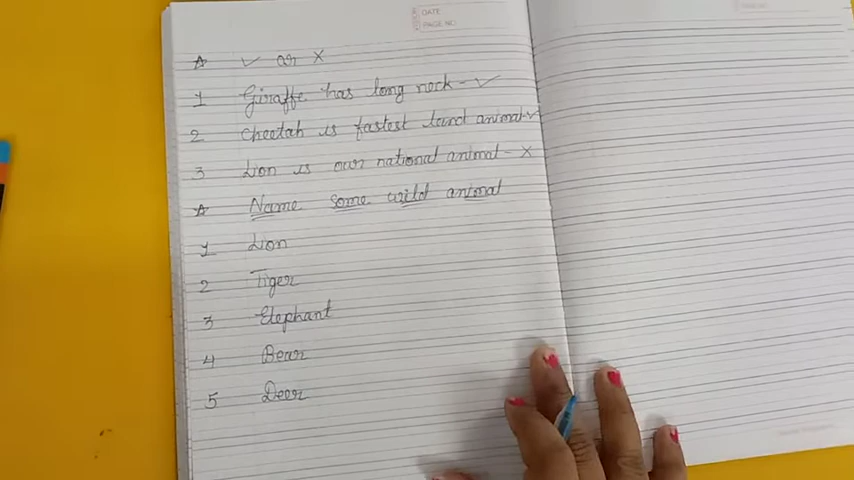 DATE
PAGE NO
☆ ✓ or X
1 Giraffe has long neck - ✓
2 Cheetah is fastest land animal - ✓
3 Lion is our national animal - X
☆ Name some wild animal
1 Lion
2 Tiger
3 Elephant
4 Bear
5 Deer